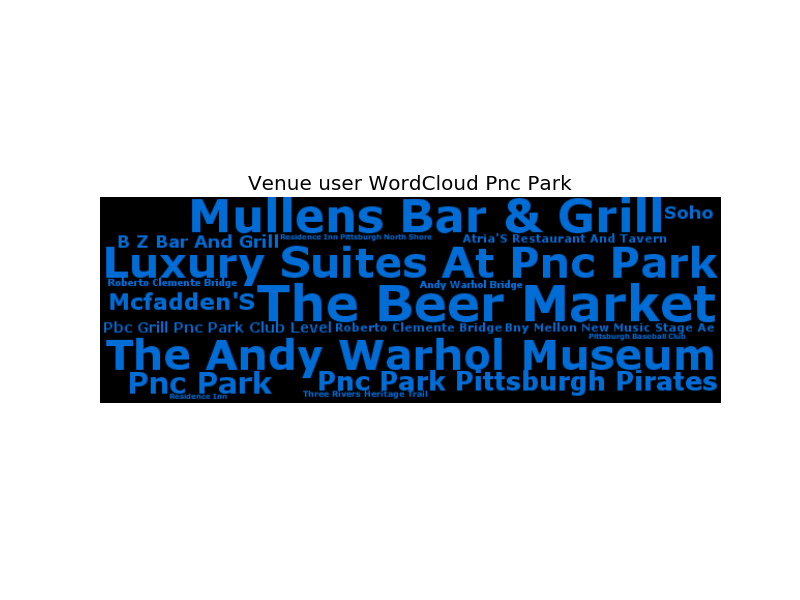 Venue user WordCloud Pnc Park
Mullens Bar & Grill Soho
B Z Bar And Grill Residence Inn Pittsburgh North Shore Atria'S Restaurant And Tavern
Luxury Suites At Pnc Park
Roberto Clemente Bridge Andy Warhol Bridge
Mcfadden'S The Beer Market
Pbc Grill Pnc Park Club Level Roberto Clemente Bridge Bny Mellon New Music Stage Ae
Pittsburgh Baseball Club
The Andy Warhol Museum
Pnc Park Pnc Park Pittsburgh Pirates
Residence Inn Three Rivers Heritage Trail